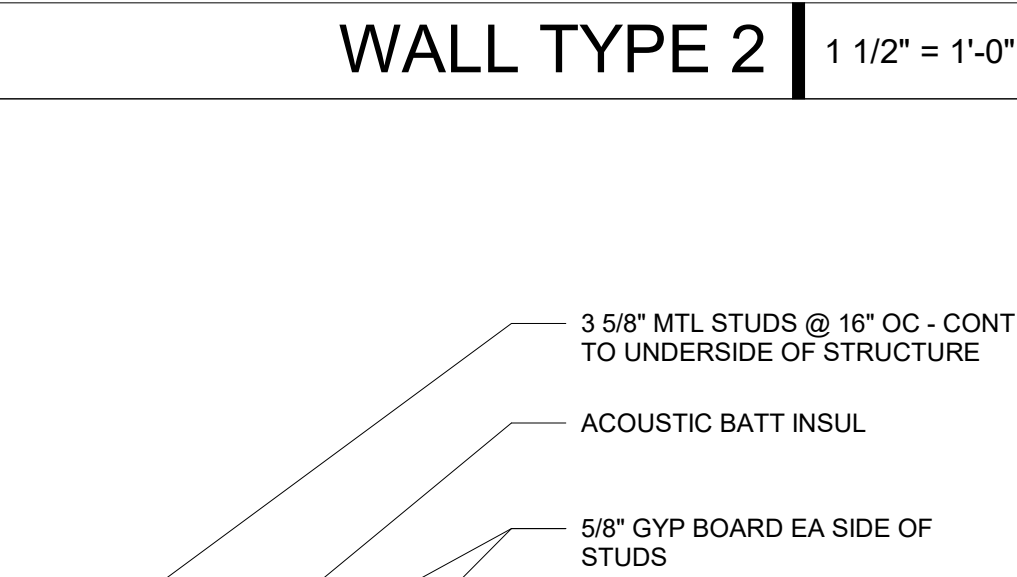 WALL TYPE 2
1 1/2" = 1'-0"
3 5/8" MTL STUDS @ 16" OC - CONT
TO UNDERSIDE OF STRUCTURE
ACOUSTIC BATT INSUL
5/8" GYP BOARD EA SIDE OF
STUDS